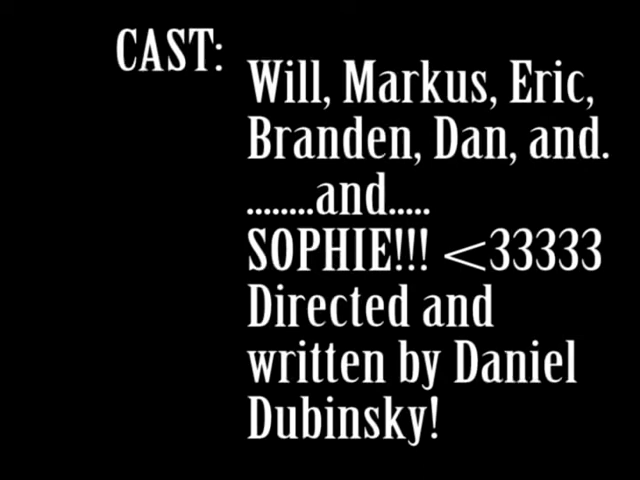 CAST:
Will, Markus, Eric,
Branden, Dan, and.
........and.....
SOPHIE!!! <33333
Directed and
written by Daniel
Dubinsky!